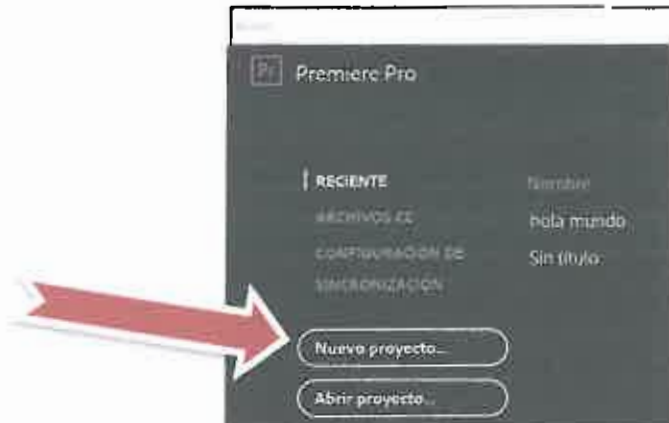 Pr Premiere Pro
RECIENTE
Nombre
ARCHIVOS CC
hola mundo
CONFIGURACIÓN DE
SINCRONIZACIÓN
Sin título
Nuevo proyecto...
Abrir proyecto...